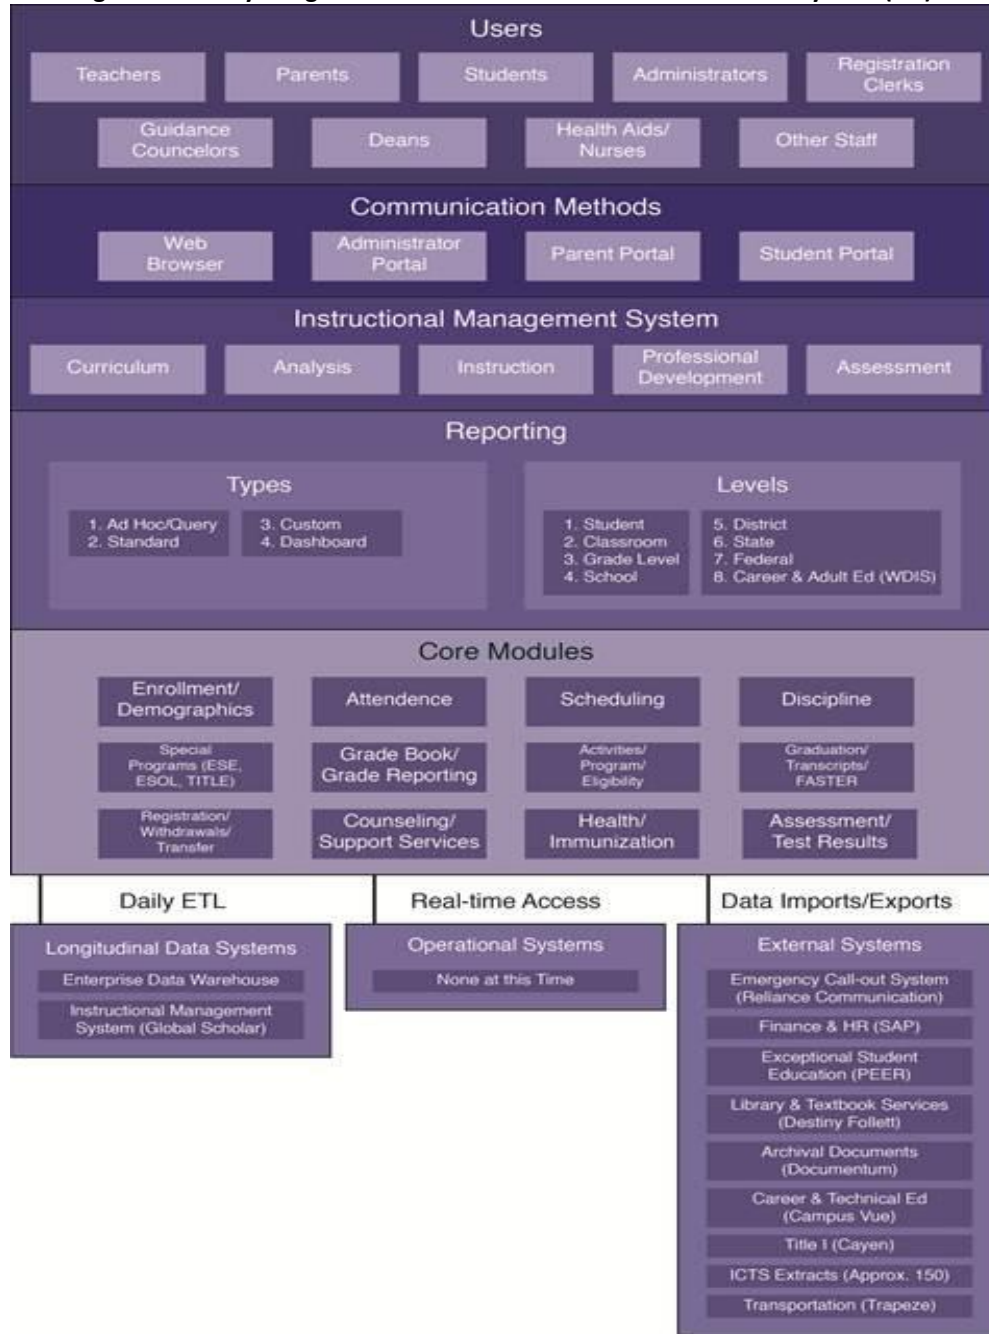 Users
Teachers
Parents
Students
Administrators
Registration
Clerks
Guidance
Councelors
Deans
Health Aids/
Nurses
Other Staff
Communication Methods
Web
Browser
Administrator
Portal
Parent Portal
Student Portal
Instructional Management System
Curriculum
Analysis
Instruction
Professional
Development
Assessment
Reporting
Types
1. Ad Hoc/Query
2. Standard
3. Custom
4. Dashboard
Levels
1. Student
2. Classroom
3. Grade Level
4. School
5. District
6. State
7. Federal
8. Career & Adult Ed (WDIS)
Core Modules
Enrollment/
Demographics
Attendence
Scheduling
Discipline
Special
Programs (ESE,
ESOL, TITLE)
Grade Book/
Grade Reporting
Activities/
Program/
Eligibility
Graduation/
Transcripts/
FASTER
Registration/
Withdrawals/
Transfer
Counseling/
Support Services
Health/
Immunization
Assessment/
Test Results
Daily ETL
Real-time Access
Data Imports/Exports
Longitudinal Data Systems
Enterprise Data Warehouse
Instructional Management
System (Global Scholar)
Operational Systems
None at this Time
External Systems
Emergency Call-out System
(Reliance Communication)
Finance & HR (SAP)
Exceptional Student
Education (PEER)
Library & Textbook Services
(Destiny Follett)
Archival Documents
(Documentum)
Career & Technical Ed
(Campus Vue)
Title I (Cayen)
ICTS Extracts (Approx. 150)
Transportation (Trapeze)